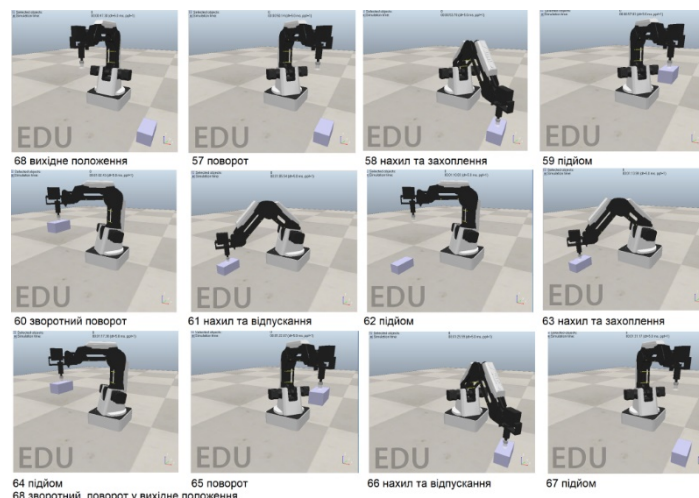 EDU EDU EDU EDU
68 вихідне положення 57 поворот 58 нахил та захоплення 59 підйом
EDU EDU EDU EDU
60 зворотний поворот 61 нахил та відпускання 62 підйом 63 нахил та захоплення
EDU EDU EDU EDU
64 підйом 65 поворот 66 нахил та відпускання 67 підйом
68 зворотний поворот у вихідне положення